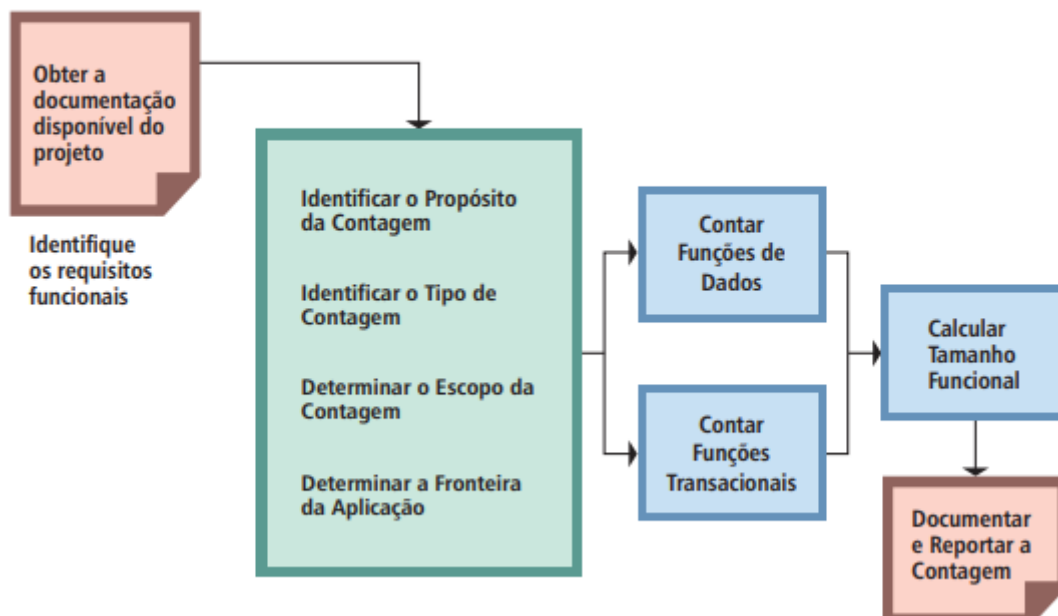 Obter a
documentação
disponível do
projeto
Identifique
os requisitos
funcionais
Identificar o Propósito
da Contagem
Identificar o Tipo de
Contagem
Determinar o Escopo da
Contagem
Determinar a Fronteira
da Aplicação
Contar
Funções de
Dados
Contar
Funções
Transacionais
Calcular
Tamanho
Funcional
Documentar
e Reportar a
Contagem